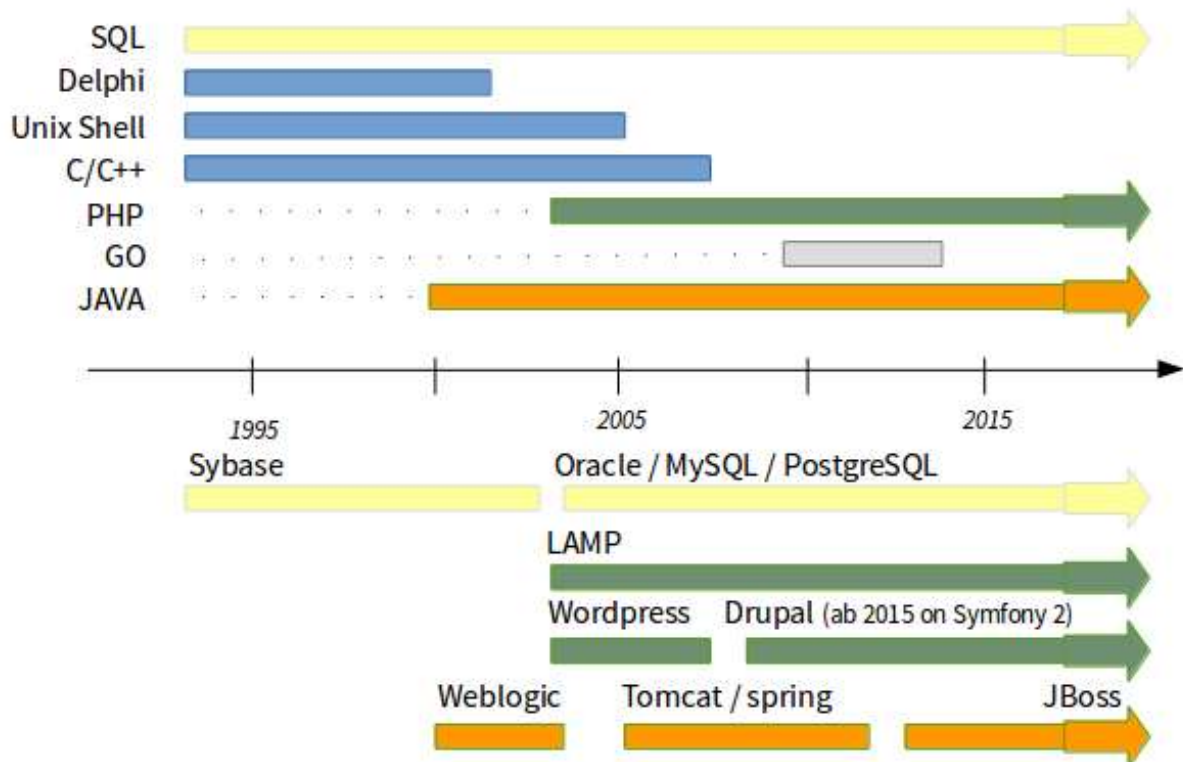 SQL
Delphi
Unix Shell
C/C++
PHP
GO
JAVA
1995 2005 2015
Sybase Oracle / MySQL / PostgreSQL
LAMP
Wordpress Drupal (ab 2015 on Symfony 2)
Weblogic Tomcat / spring JBoss